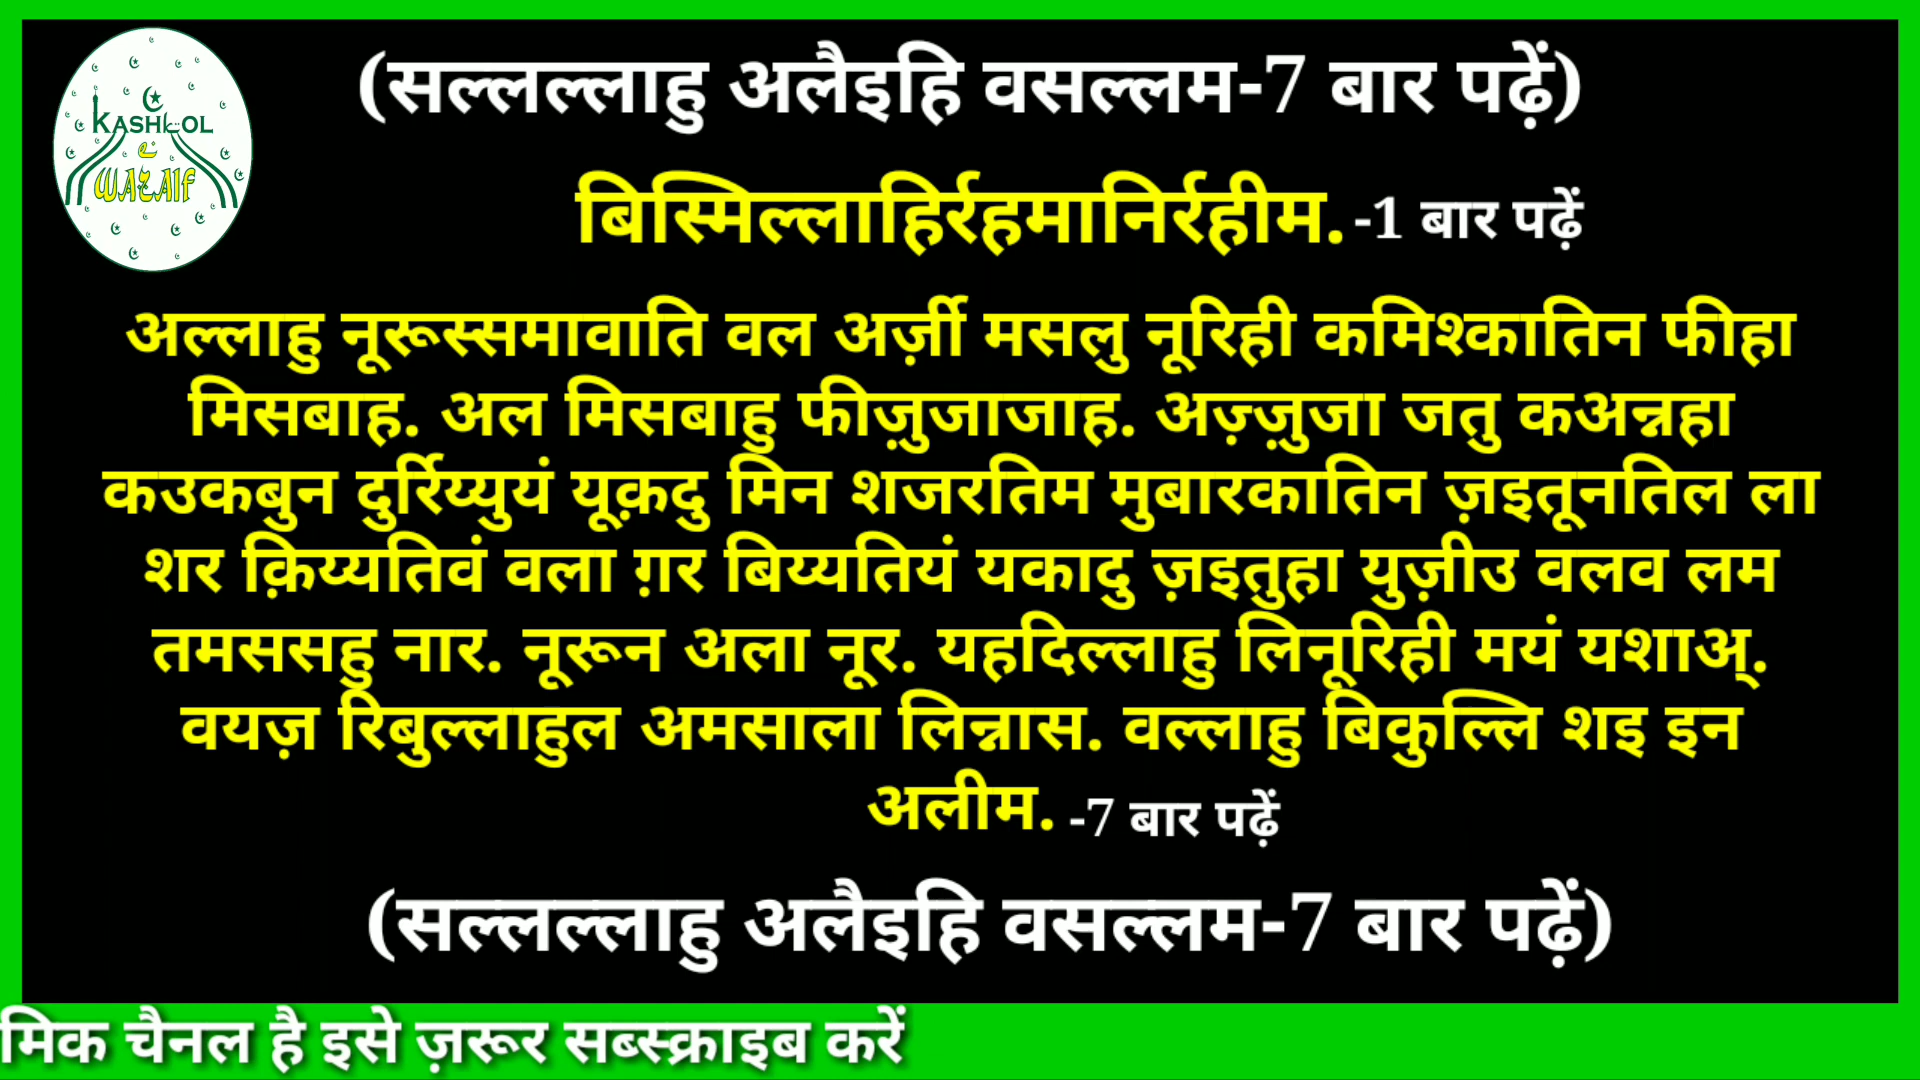 (सल्लल्लाहु अलैइहि वसल्लम-7 बार पढ़ें)
KASHKOL
e
WAZAIF
बिस्मिल्लाहिर्रहमानिर्रहीम. -1 बार पढ़ें
अल्लाहु नूरूस्समावाति वल अर्ज़ी मसलु नूरिही कमिश्कातिन फीहा
मिसबाह. अल मिसबाहु फीज़ुजाजाह. अज़्ज़ुजा जतु कअन्नहा
कउकबुन दुर्रिय्युयं यूक़दु मिन शजरतिम मुबारकातिन ज़इतूनतिल ला
शर क़िय्यतिवं वला ग़र बिय्यतियं यकादु ज़इतुहा युज़ीउ वलव लम
तमससहु नार. नूरून अला नूर. यहदिल्लाहु लिनूरिही मयं यशाअ्.
वयज़ रिबुल्लाहुल अमसाला लिन्नास. वल्लाहु बिकुल्लि शइ इन
अलीम. -7 बार पढ़ें
(सल्लल्लाहु अलैइहि वसल्लम-7 बार पढ़ें)
मिक चैनल है इसे ज़रूर सब्स्क्राइब करें